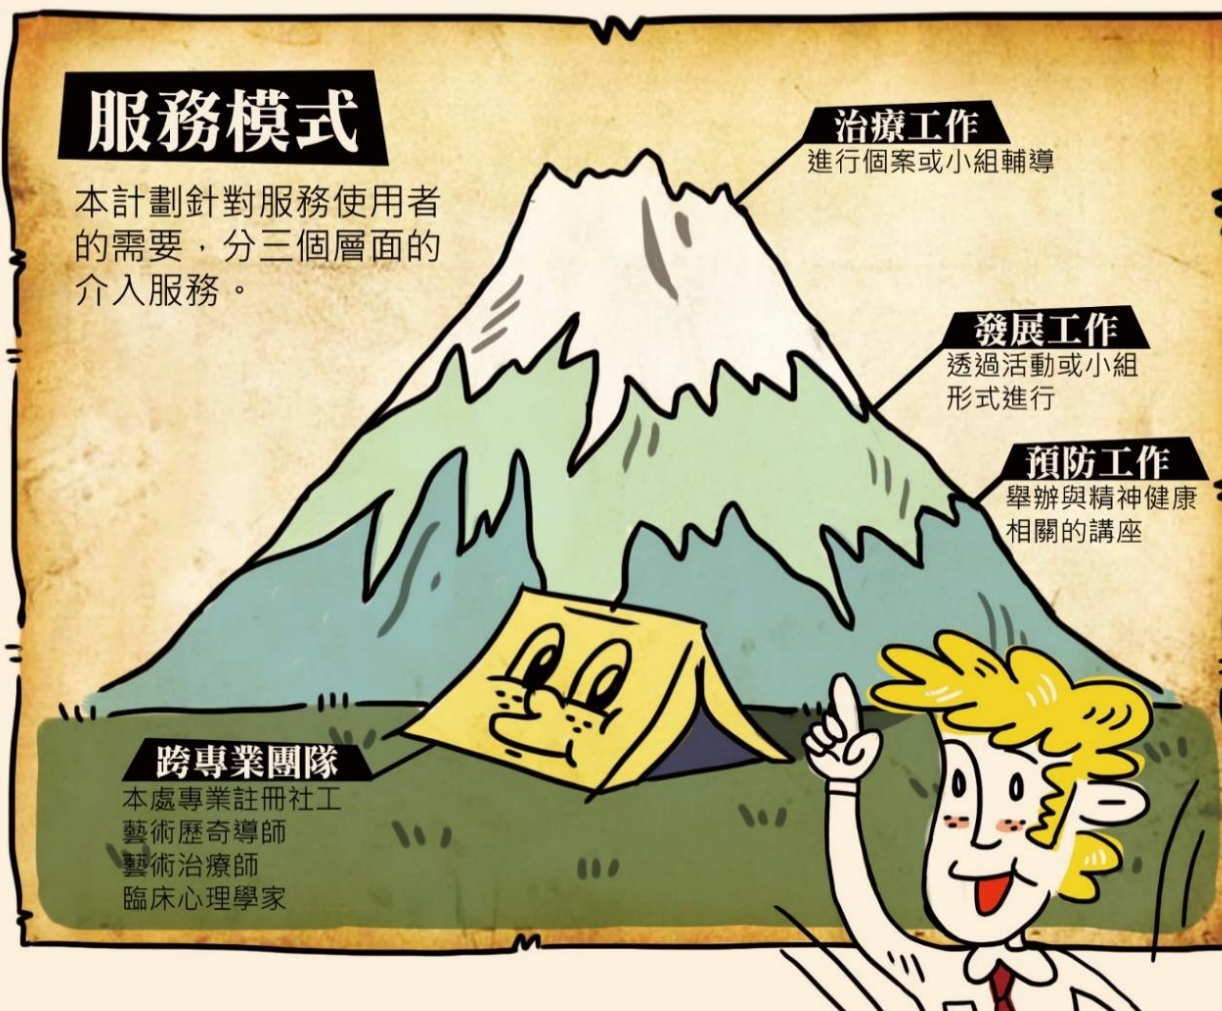 服務模式
本計劃針對服務使用者
的需要，分三個層面的
介入服務。
治療工作
進行個案或小組輔導
發展工作
透過活動或小組
形式進行
預防工作
舉辦與精神健康
相關的講座
跨專業團隊
本處專業註冊社工
藝術歷奇導師
藝術治療師
臨床心理學家